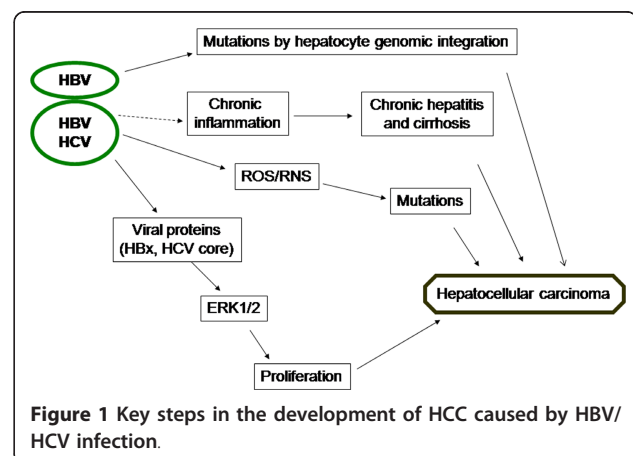 Mutations by hepatocyte genomic integration
HBV
HBV
HCV
Chronic
inflammation
Chronic hepatitis
and cirrhosis
ROS/RNS
Mutations
Viral proteins
(HBx, HCV core)
Hepatocellular carcinoma
ERK1/2
Proliferation
Figure 1 Key steps in the development of HCC caused by HBV/
HCV infection.